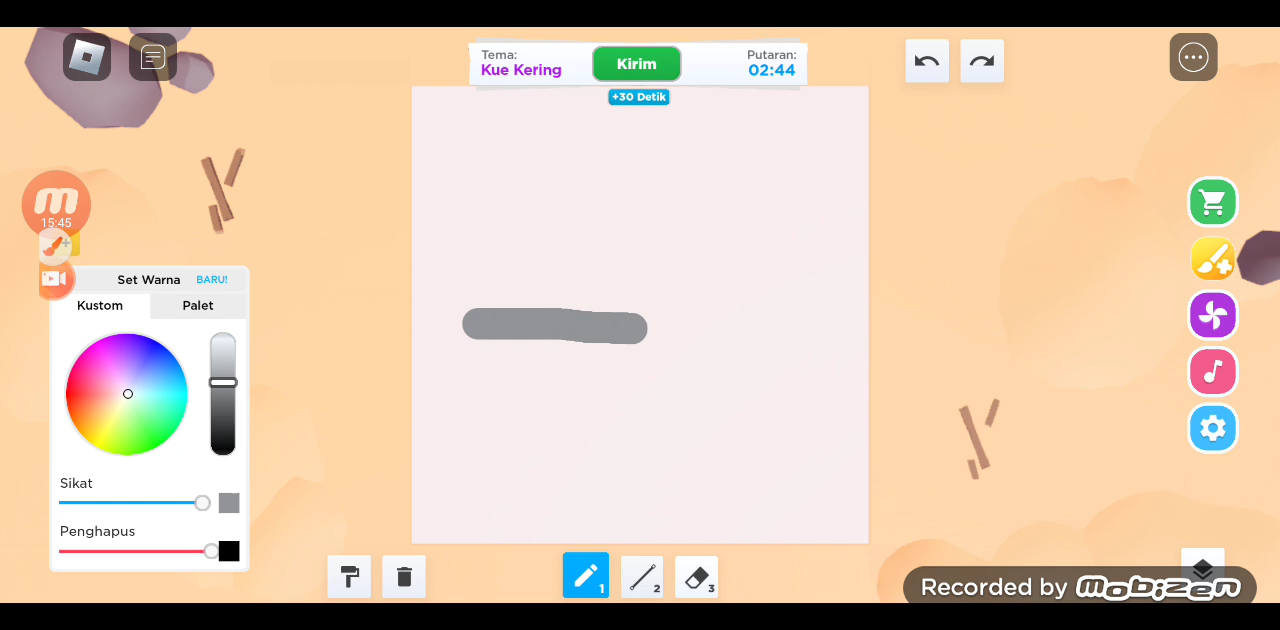 Tema:
Kue Kering
Kirim
Putaran:
02:44
+30 Detik
15:45
Set Warna BARU!
Kustom Palet
Sikat
Penghapus
1
2
3
Recorded by mobizen